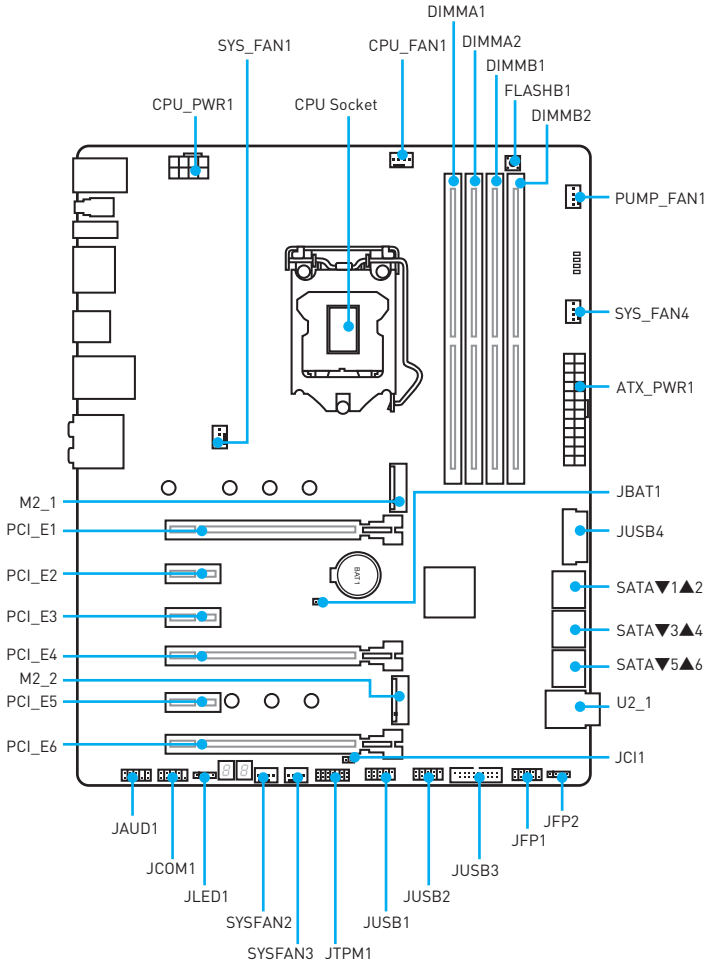 DIMMA1
SYS_FAN1
CPU_FAN1
DIMMA2
DIMMB1
FLASHB1
CPU_PWR1
CPU Socket
DIMMB2
PUMP_FAN1
SYS_FAN4
ATX_PWR1
M2_1
JBAT1
PCI_E1
JUSB4
PCI_E2
BAT1
SATA▼1▲2
PCI_E3
SATA▼3▲4
PCI_E4
SATA▼5▲6
M2_2
PCI_E5
U2_1
PCI_E6
JCI1
8 8
JAUD1
JFP2
JFP1
JCOM1
JUSB3
JLED1
JUSB2
SYSFAN2
JUSB1
SYSFAN3
JTPM1